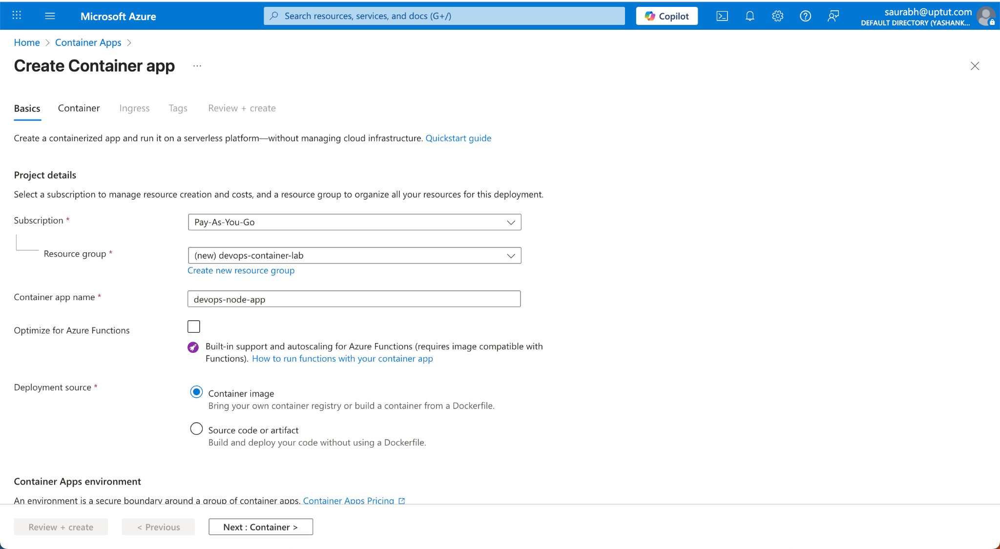 Microsoft Azure
Search resources, services, and docs (G+/)
Copilot
saurabh@uptut.com
DEFAULT DIRECTORY (YASHANK...
Home > Container Apps >
Create Container app ...
Basics Container Ingress Tags Review + create
Create a containerized app and run it on a serverless platform—without managing cloud infrastructure. Quickstart guide
Project details
Select a subscription to manage resource creation and costs, and a resource group to organize all your resources for this deployment.
Subscription *
Pay-As-You-Go
Resource group *
(new) devops-container-lab
Create new resource group
Container app name *
devops-node-app
Optimize for Azure Functions
Built-in support and autoscaling for Azure Functions (requires image compatible with
Functions). How to run functions with your container app
Deployment source *
Container image
Bring your own container registry or build a container from a Dockerfile.
Source code or artifact
Build and deploy your code without using a Dockerfile.
Container Apps environment
An environment is a secure boundary around a group of container apps. Container Apps Pricing
Review + create
< Previous
Next : Container >